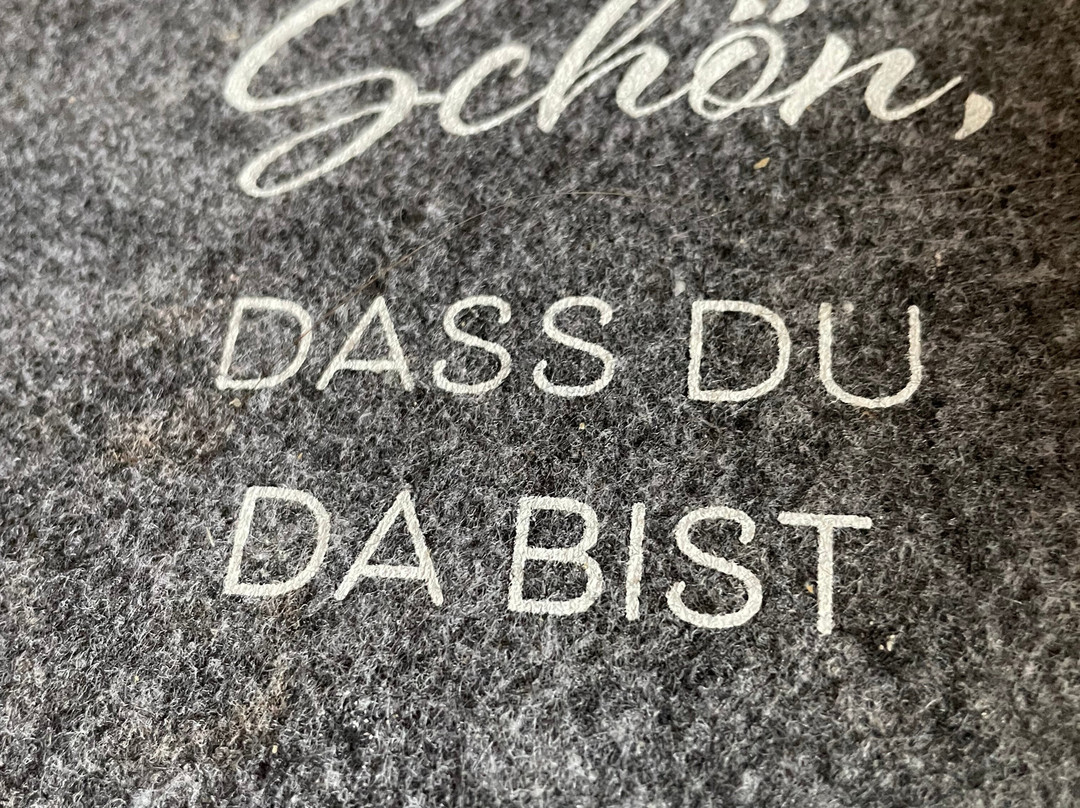 Schön,
DASS DU
DA BIST